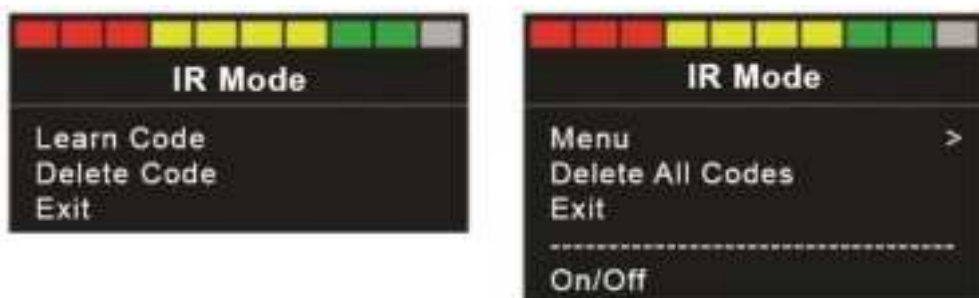 IR Mode
Learn Code
Delete Code
Exit
IR Mode
Menu >
Delete All Codes
Exit
-----------------------------------
On/Off